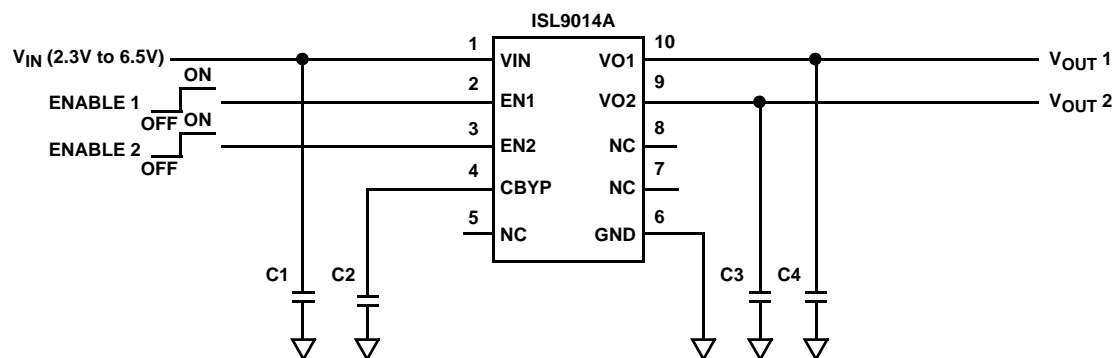 ISL9014A
VIN (2.3V to 6.5V)
ON
ENABLE 1
OFF
ON
ENABLE 2
OFF
1
VIN
VO1
10
VOUT 1
2
EN1
VO2
9
VOUT 2
3
EN2
NC
8
4
CBYP
NC
7
5
NC
GND
6
C1
C2
C3
C4